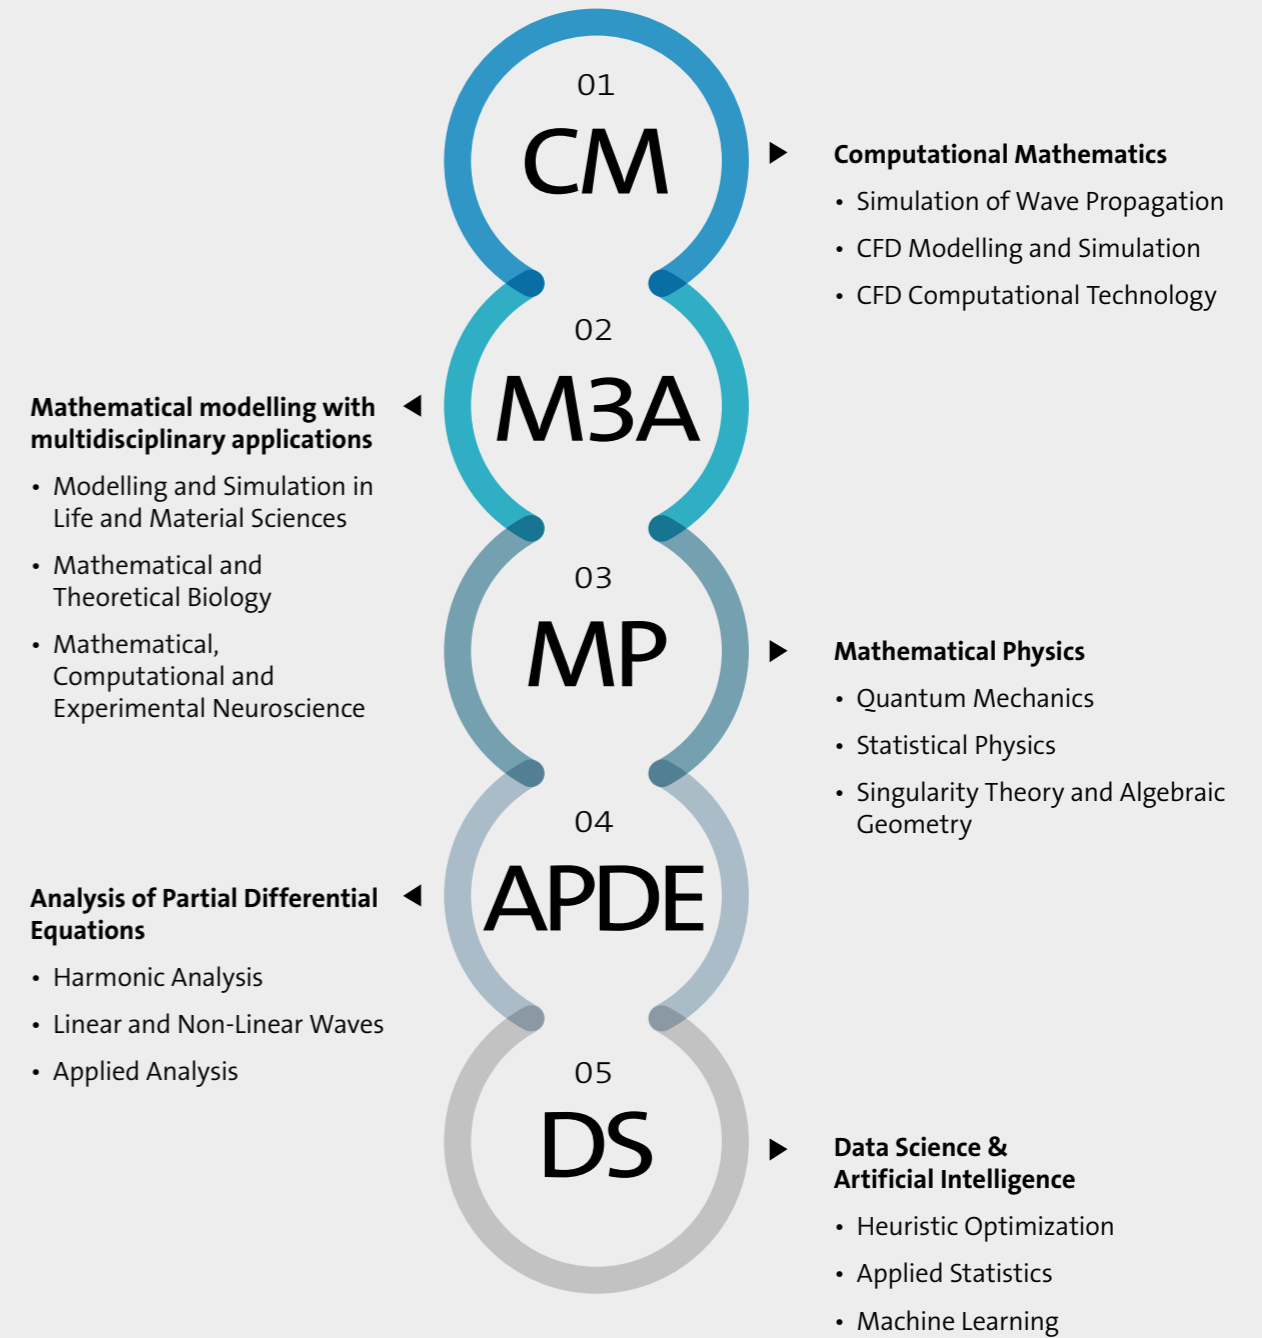 01
CM
Computational Mathematics
• Simulation of Wave Propagation
• CFD Modelling and Simulation
• CFD Computational Technology
02
M3A
Mathematical modelling with
multidisciplinary applications
• Modelling and Simulation in
Life and Material Sciences
• Mathematical and
Theoretical Biology
• Mathematical,
Computational and
Experimental Neuroscience
03
MP
Mathematical Physics
• Quantum Mechanics
• Statistical Physics
• Singularity Theory and Algebraic
Geometry
04
APDE
Analysis of Partial Differential
Equations
• Harmonic Analysis
• Linear and Non-Linear Waves
• Applied Analysis
05
DS
Data Science &
Artificial Intelligence
• Heuristic Optimization
• Applied Statistics
• Machine Learning